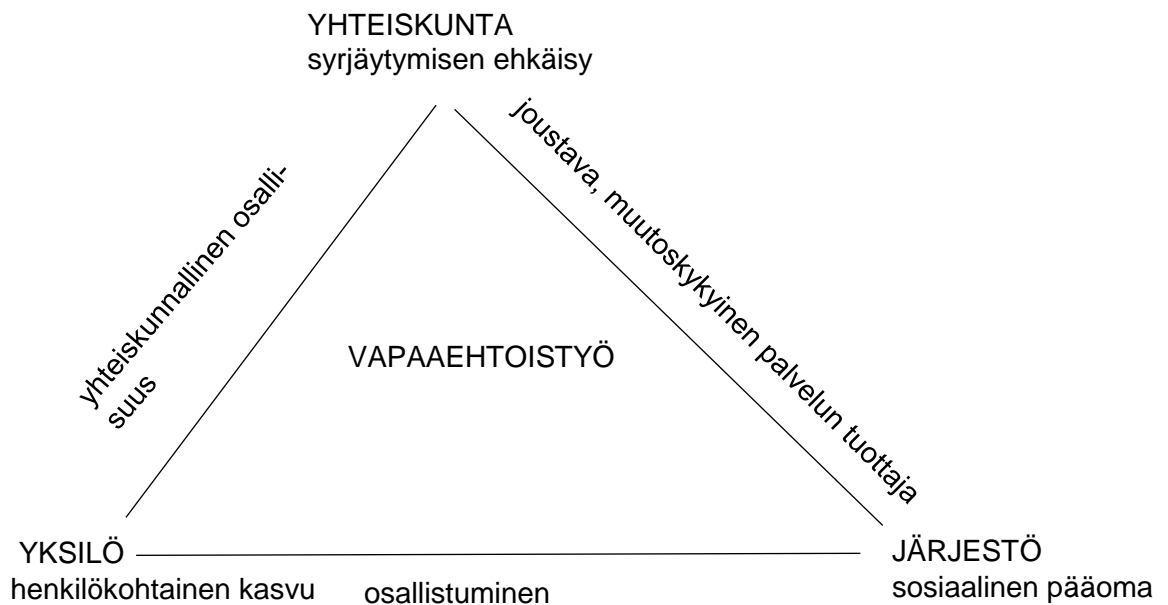 YHTEISKUNTA
syrjäytymisen ehkäisy
joustava, muutoskykyinen palvelun tuottaja
yhteiskunnallinen osalli-
suus
VAPAAEHTOISTYÖ
YKSILÖ
henkilökohtainen kasvu
osallistuminen
JÄRJESTÖ
sosiaalinen pääoma